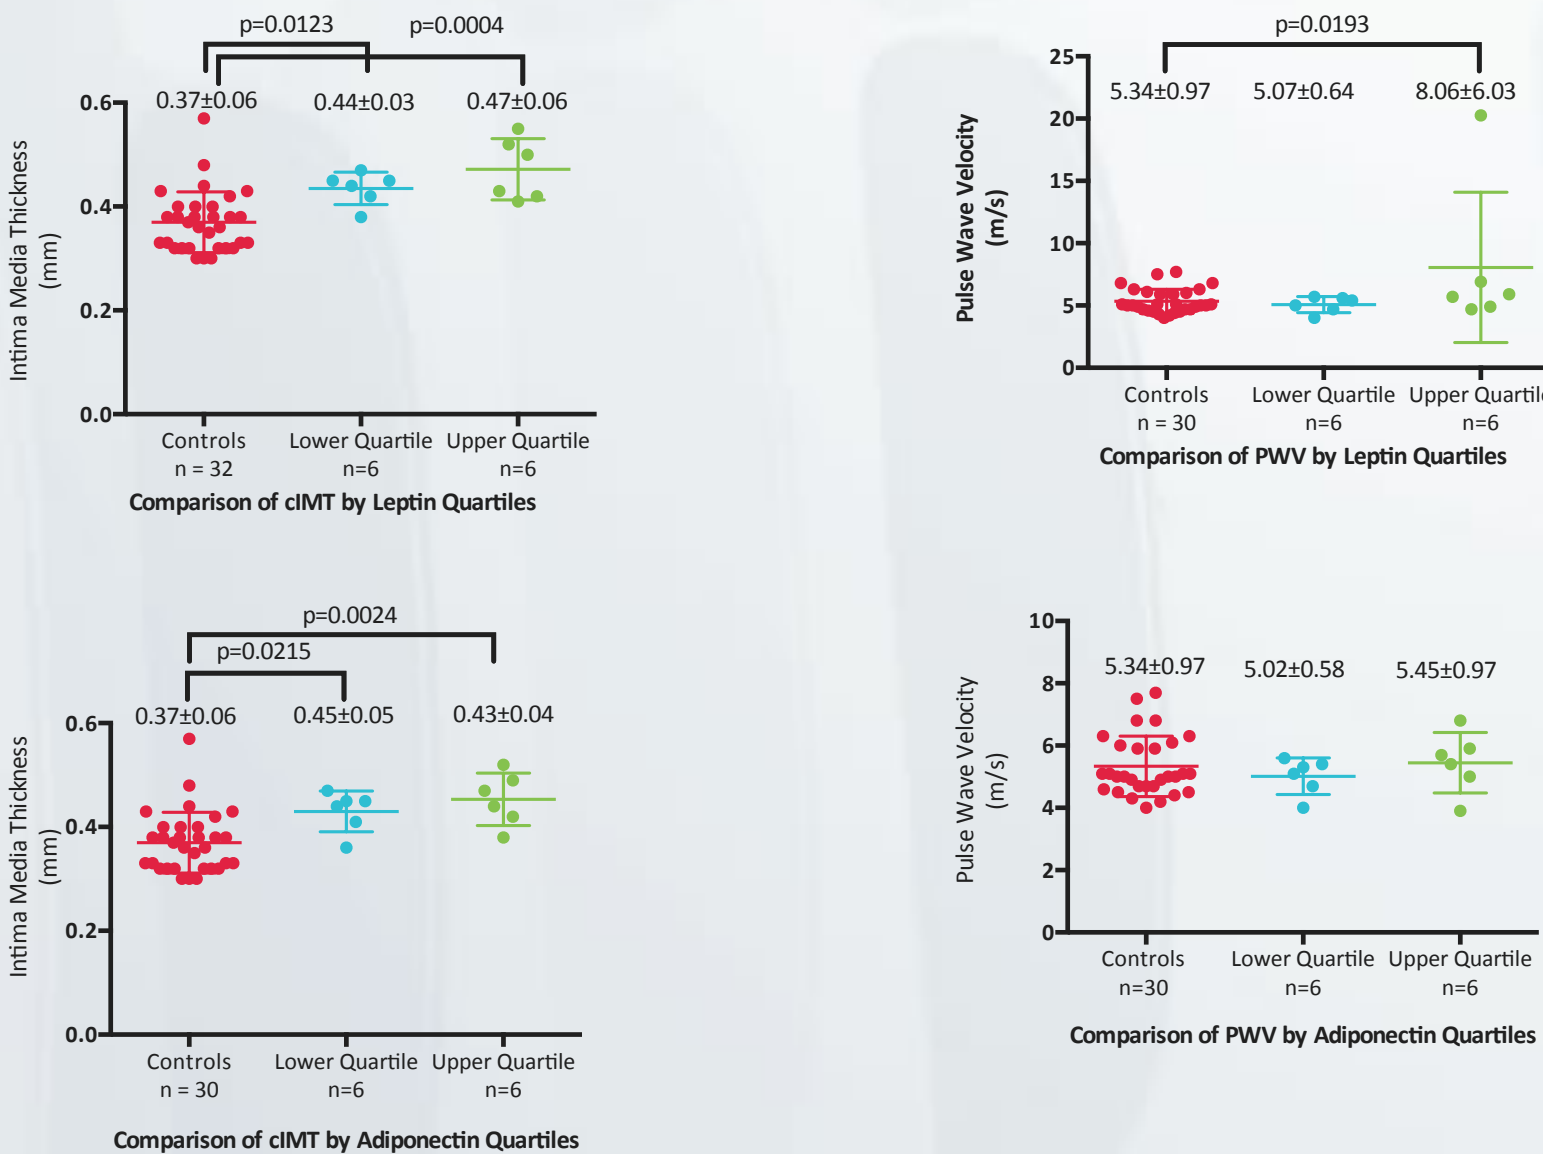 p=0.0123
p=0.0004
0.37±0.06
0.44±0.03
0.47±0.06
Intima Media Thickness
(mm)
0.6
0.4
0.2
0.0
Controls
n = 32
Lower Quartile
n=6
Upper Quartile
n=6
Comparison of cIMT by Leptin Quartiles
p=0.0193
5.34±0.97
5.07±0.64
8.06±6.03
Pulse Wave Velocity
(m/s)
25
20
15
10
5
0
Controls
n = 30
Lower Quartile
n=6
Upper Quartile
n=6
Comparison of PWV by Leptin Quartiles
p=0.0024
p=0.0215
0.37±0.06
0.45±0.05
0.43±0.04
Intima Media Thickness
(mm)
0.6
0.4
0.2
0.0
Controls
n = 30
Lower Quartile
n=6
Upper Quartile
n=6
Comparison of cIMT by Adiponectin Quartiles
5.34±0.97
5.02±0.58
5.45±0.97
Pulse Wave Velocity
(m/s)
10
8
6
4
2
0
Controls
n=30
Lower Quartile
n=6
Upper Quartile
n=6
Comparison of PWV by Adiponectin Quartiles